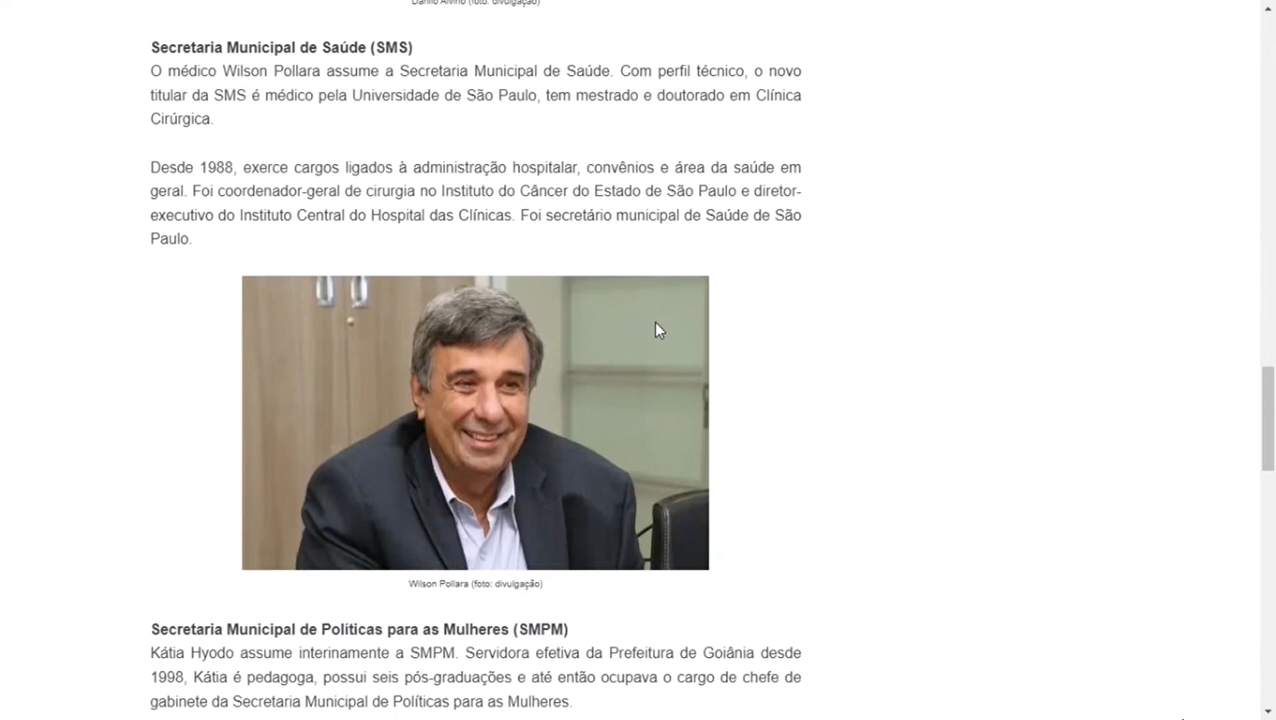 Danilo Alvino (foto: divulgação)
Secretaria Municipal de Saúde (SMS)
O médico Wilson Pollara assume a Secretaria Municipal de Saúde. Com perfil técnico, o novo
titular da SMS é médico pela Universidade de São Paulo, tem mestrado e doutorado em Clínica
Cirúrgica.
Desde 1988, exerce cargos ligados à administração hospitalar, convênios e área da saúde em
geral. Foi coordenador-geral de cirurgia no Instituto do Câncer do Estado de São Paulo e diretor-
executivo do Instituto Central do Hospital das Clínicas. Foi secretário municipal de Saúde de São
Paulo.
Wilson Pollara (foto: divulgação)
Secretaria Municipal de Políticas para as Mulheres (SMPM)
Kátia Hyodo assume interinamente a SMPM. Servidora efetiva da Prefeitura de Goiânia desde
1998, Kátia é pedagoga, possui seis pós-graduações e até então ocupava o cargo de chefe de
gabinete da Secretaria Municipal de Políticas para as Mulheres.